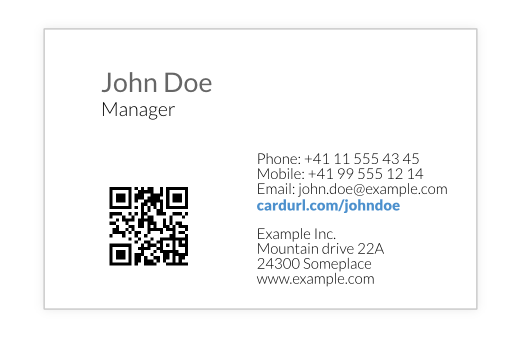 John Doe
Manager
Phone: +41 11 555 43 45
Mobile: +41 99 555 12 14
Email: john.doe@example.com
cardurl.com/johndoe
Example Inc.
Mountain drive 22A
24300 Someplace
www.example.com